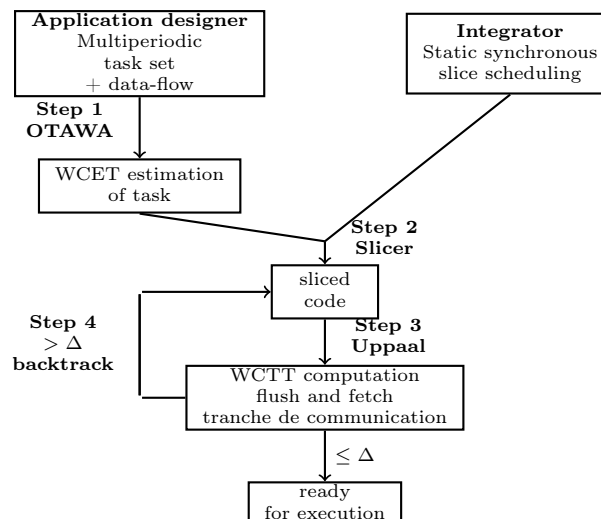 Application designer
Multiperiodic
task set
+ data-flow
Integrator
Static synchronous
slice scheduling
Step 1
OTAWA
WCET estimation
of task
Step 2
Slicer
sliced
code
Step 4
> Δ
backtrack
Step 3
Uppaal
WCTT computation
flush and fetch
tranche de communication
≤ Δ
ready
for execution